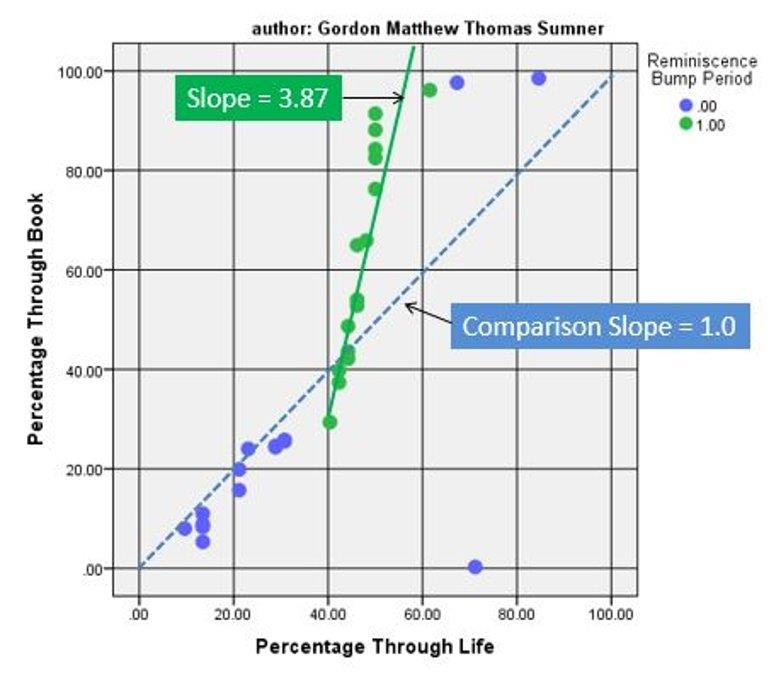 author: Gordon Matthew Thomas Sumner
Reminiscence
Bump Period
.00
1.00
100.00
80.00
60.00
40.00
20.00
.00
Slope = 3.87
Comparison Slope = 1.0
Percentage Through Book
.00 20.00 40.00 60.00 80.00 100.00
Percentage Through Life